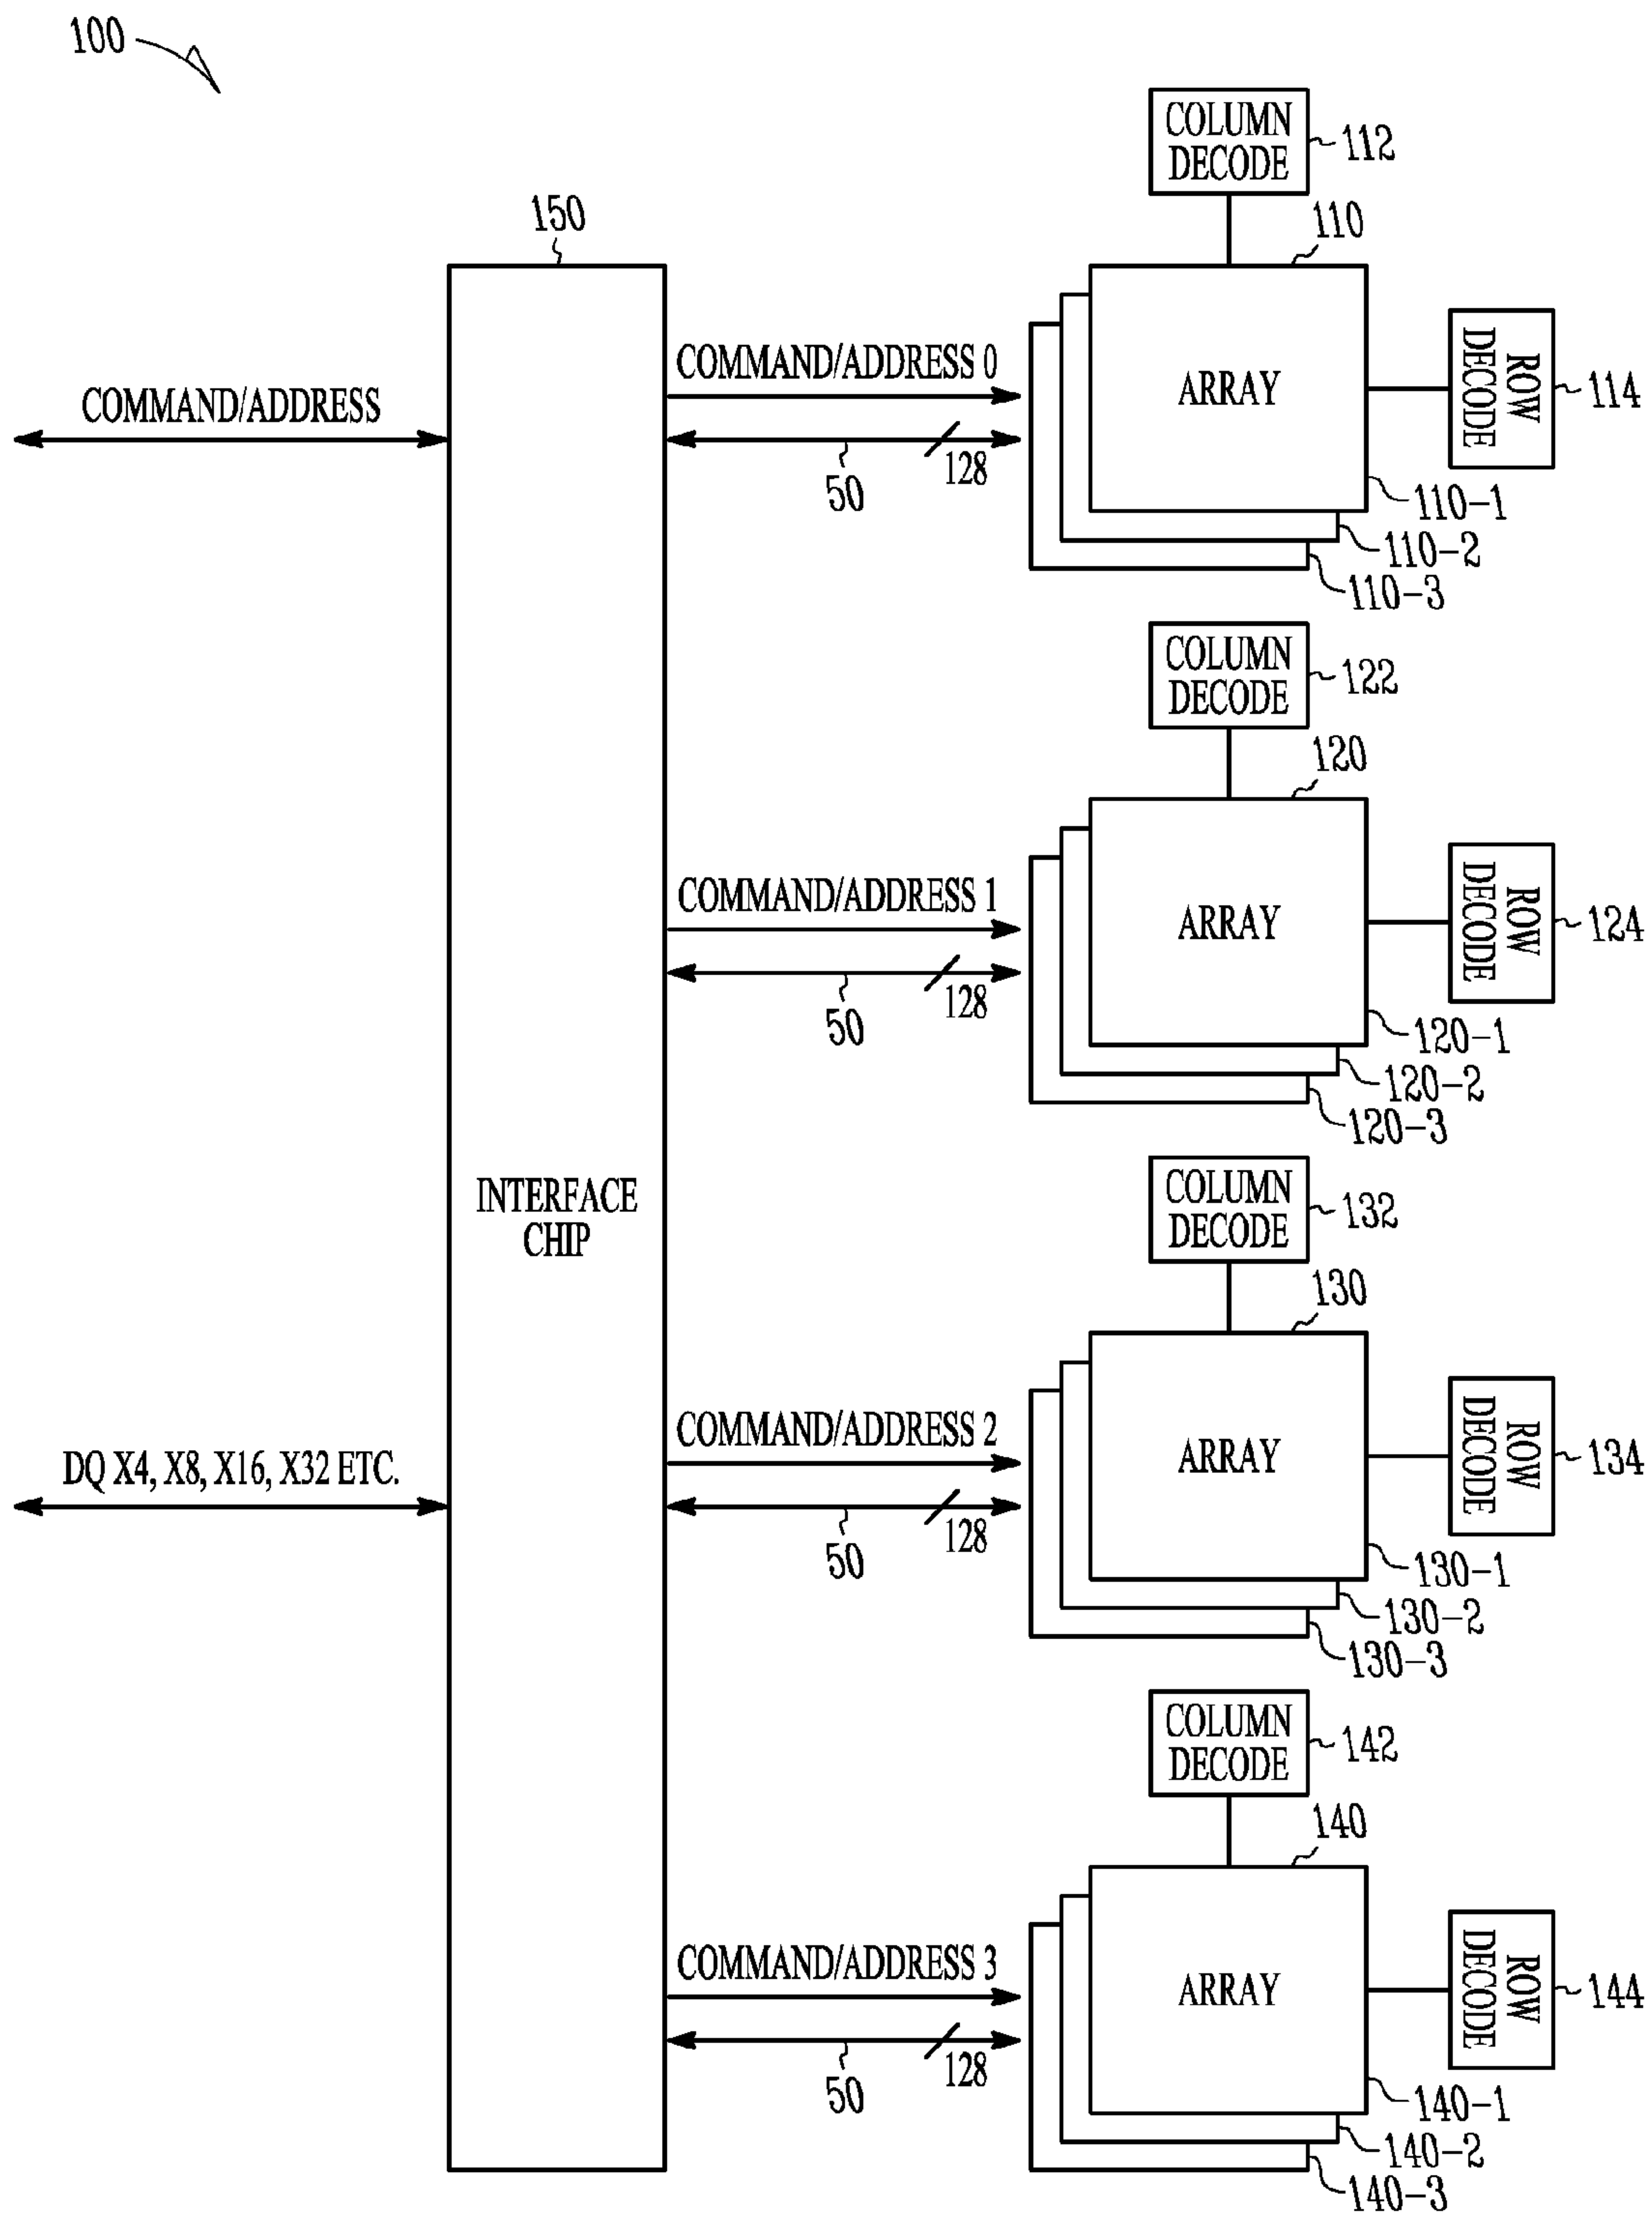 100
COLUMN
DECODE
112
150
110
COMMAND/ADDRESS 0
ARRAY
ROW
DECODE
114
COMMAND/ADDRESS
128
50
110-1
110-2
110-3
COLUMN
DECODE
122
120
COMMAND/ADDRESS 1
ARRAY
ROW
DECODE
124
128
50
120-1
120-2
120-3
INTERFACE
CHIP
COLUMN
DECODE
132
130
COMMAND/ADDRESS 2
ARRAY
ROW
DECODE
134
DQ X4, X8, X16, X32 ETC.
128
50
130-1
130-2
130-3
COLUMN
DECODE
142
140
COMMAND/ADDRESS 3
ARRAY
ROW
DECODE
144
128
50
140-1
140-2
140-3